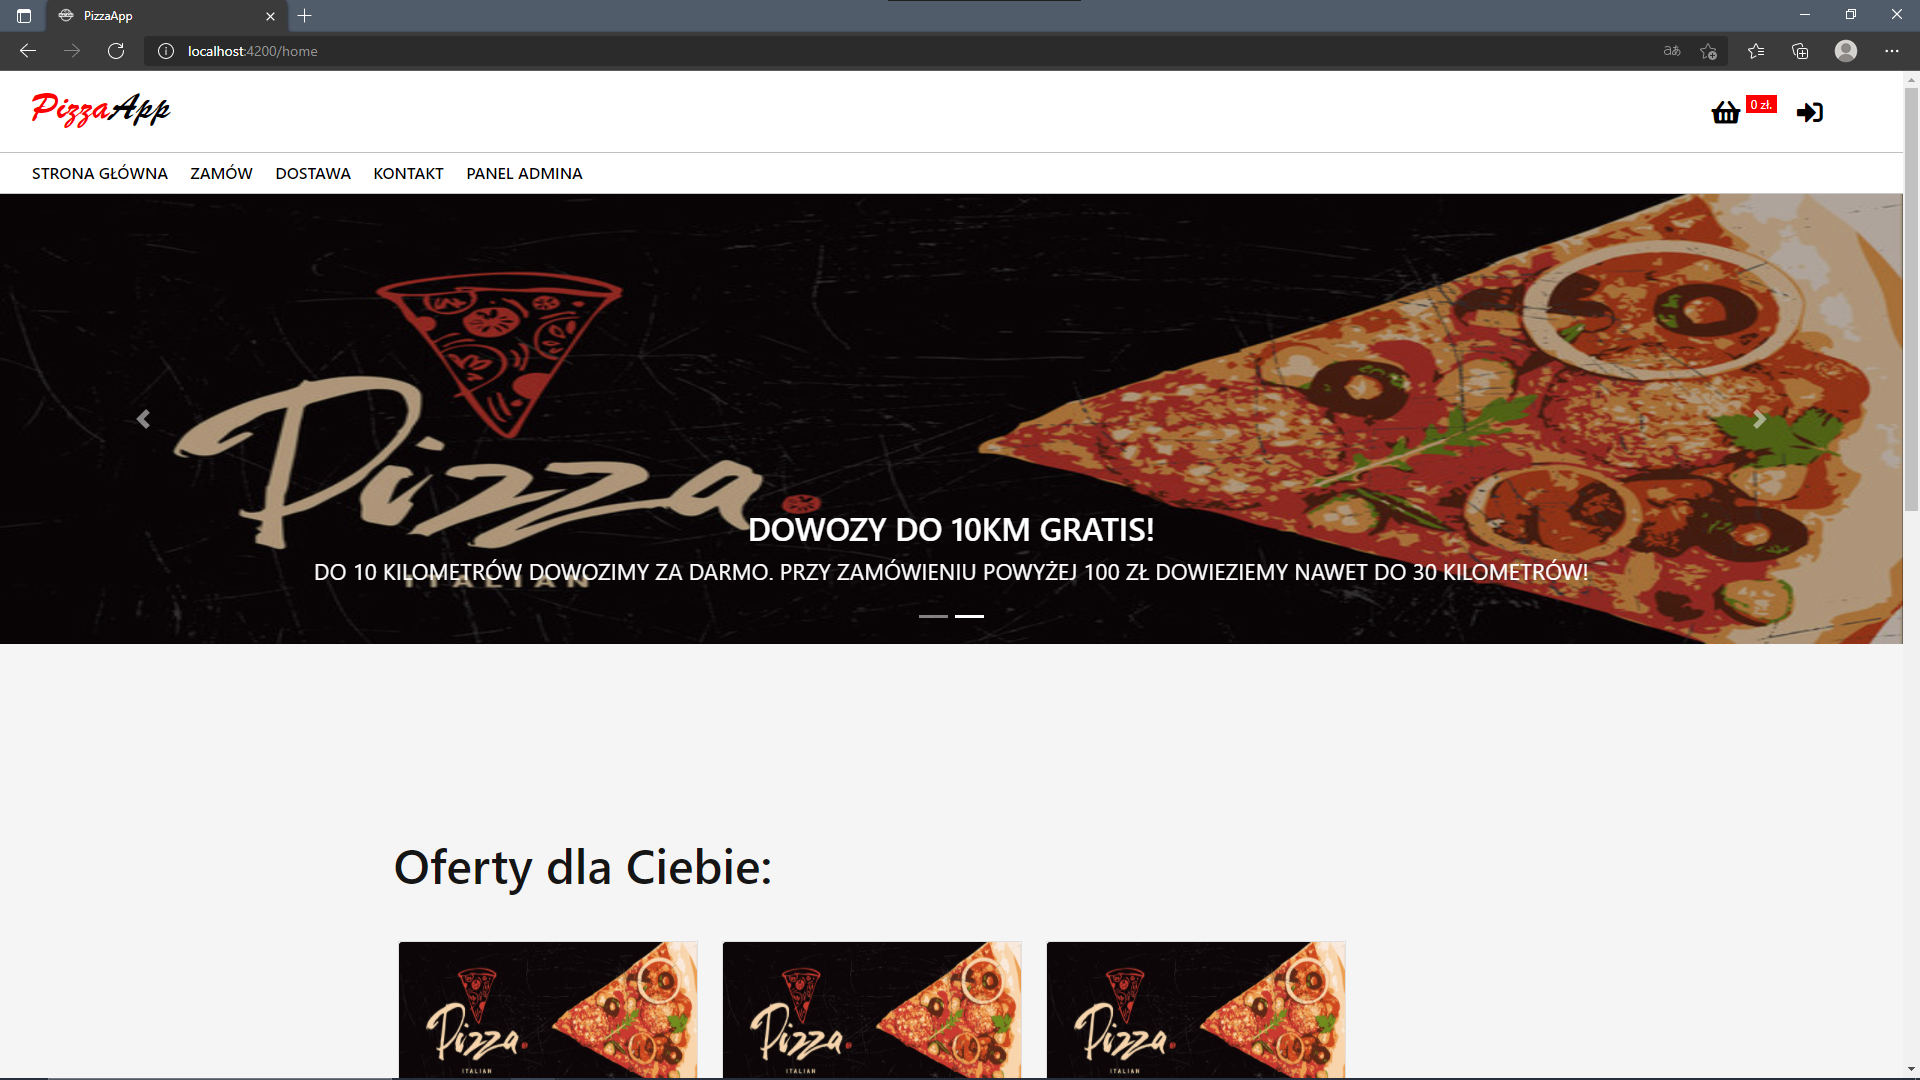 PizzaApp
localhost:4200/home
aあ
PizzaApp
0 zł.
STRONA GŁÓWNA ZAMÓW DOSTAWA KONTAKT PANEL ADMINA
Pizza.
ITALIAN
DOWOZY DO 10KM GRATIS!
DO 10 KILOMETRÓW DOWOZIMY ZA DARMO. PRZY ZAMÓWIENIU POWYŻEJ 100 ZŁ DOWIEZIEMY NAWET DO 30 KILOMETRÓW!
Oferty dla Ciebie:
Pizza. Pizza. Pizza.
ITALIAN ITALIAN ITALIAN